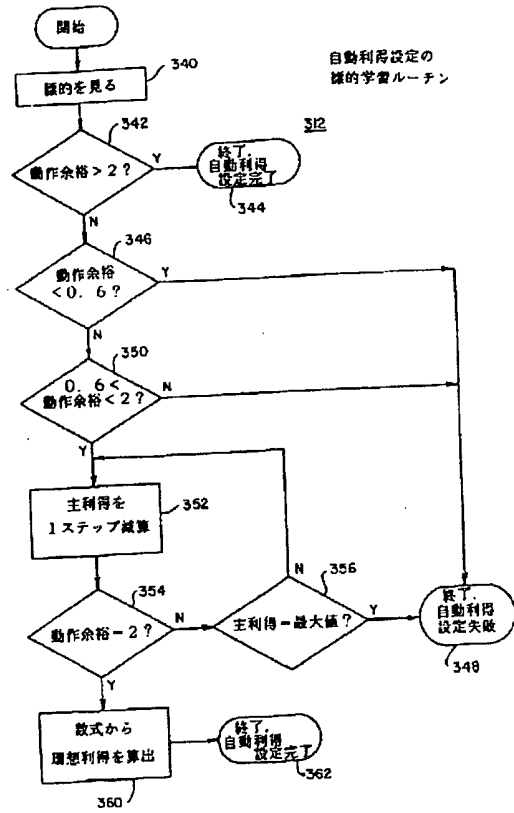 開始
自動利得設定の
標的学習ルーチン
340
標的を見る
342
312
動作余裕>2?
Y
終了.
自動利得
設定完了
344
N
346
動作余裕
<0.6?
Y
N
350
0.6<
動作余裕<2?
N
Y
主利得を
1ステップ減算
352
N
356
354
終了.
自動利得
設定失敗
動作余裕=2?
N
主利得=最大値?
Y
348
Y
数式から
理想利得を算出
終了.
自動利得
設定完了
362
360